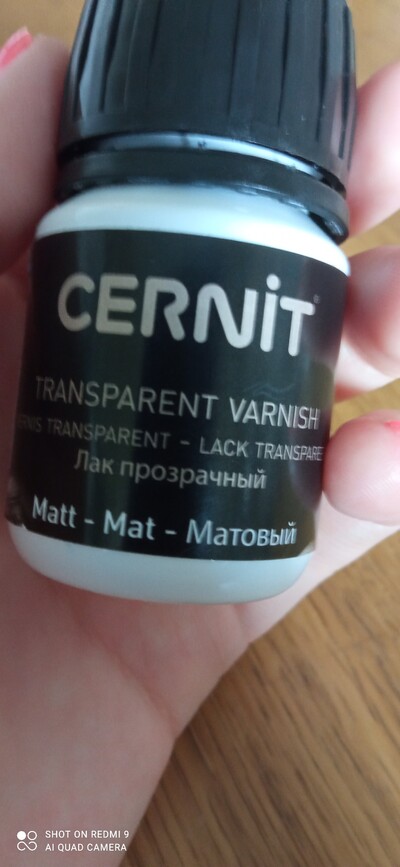 CERNiT
TRANSPARENT VARNISH
TRANSPARENT - LACK
Лак прозрачный
Matt - Mat - Матовый
SHOT ON REDMI 9
AI QUAD CAMERA